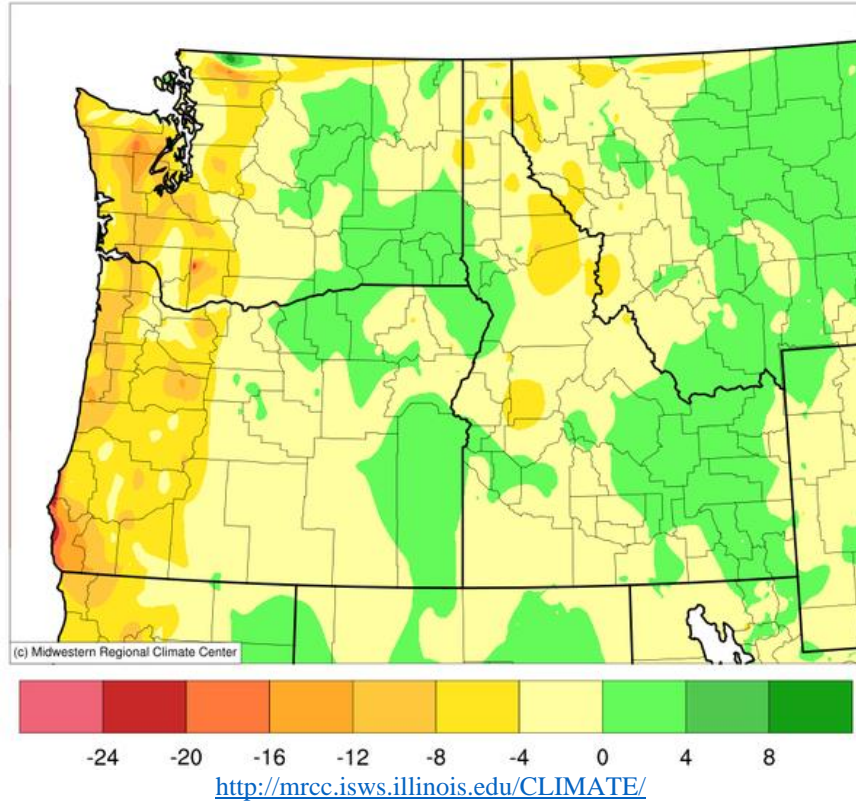 (c) Midwestern Regional Climate Center
-24 -20 -16 -12 -8 -4 0 4 8
http://mrcc.isws.illinois.edu/CLIMATE/